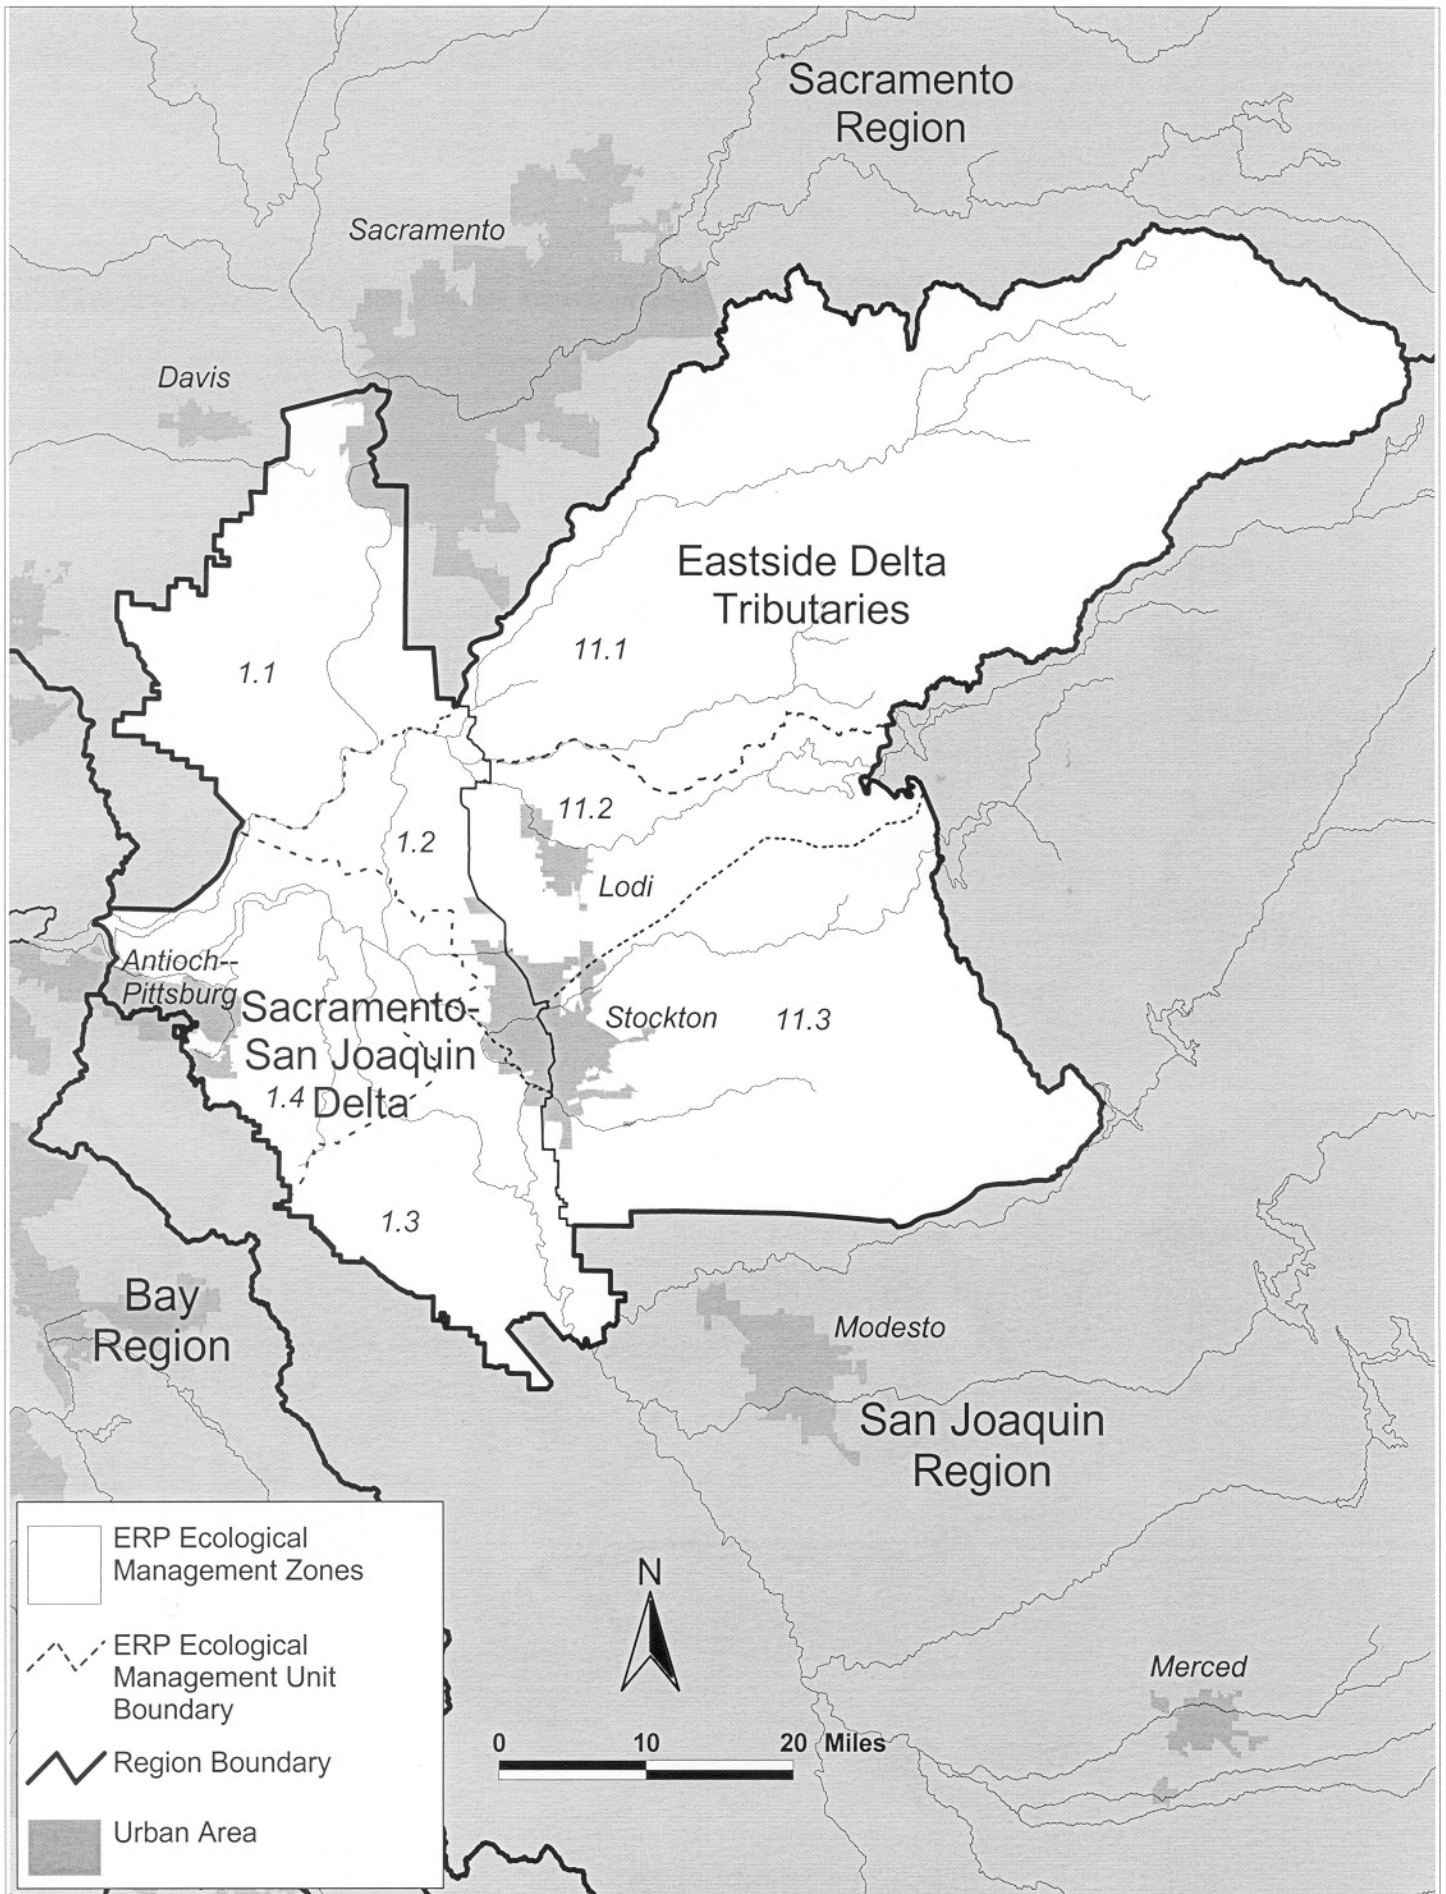 Sacramento
Region
Sacramento
Davis
Eastside Delta
Tributaries
11.1
1.1
11.2
1.2
Lodi
Antioch--
Pittsburg
Sacramento-
San Joaquin
Delta
Stockton
11.3
1.4
1.3
Bay
Region
Modesto
San Joaquin
Region
ERP Ecological
Management Zones
ERP Ecological
Management Unit
Boundary
Region Boundary
Urban Area
N
0 10 20 Miles
Merced